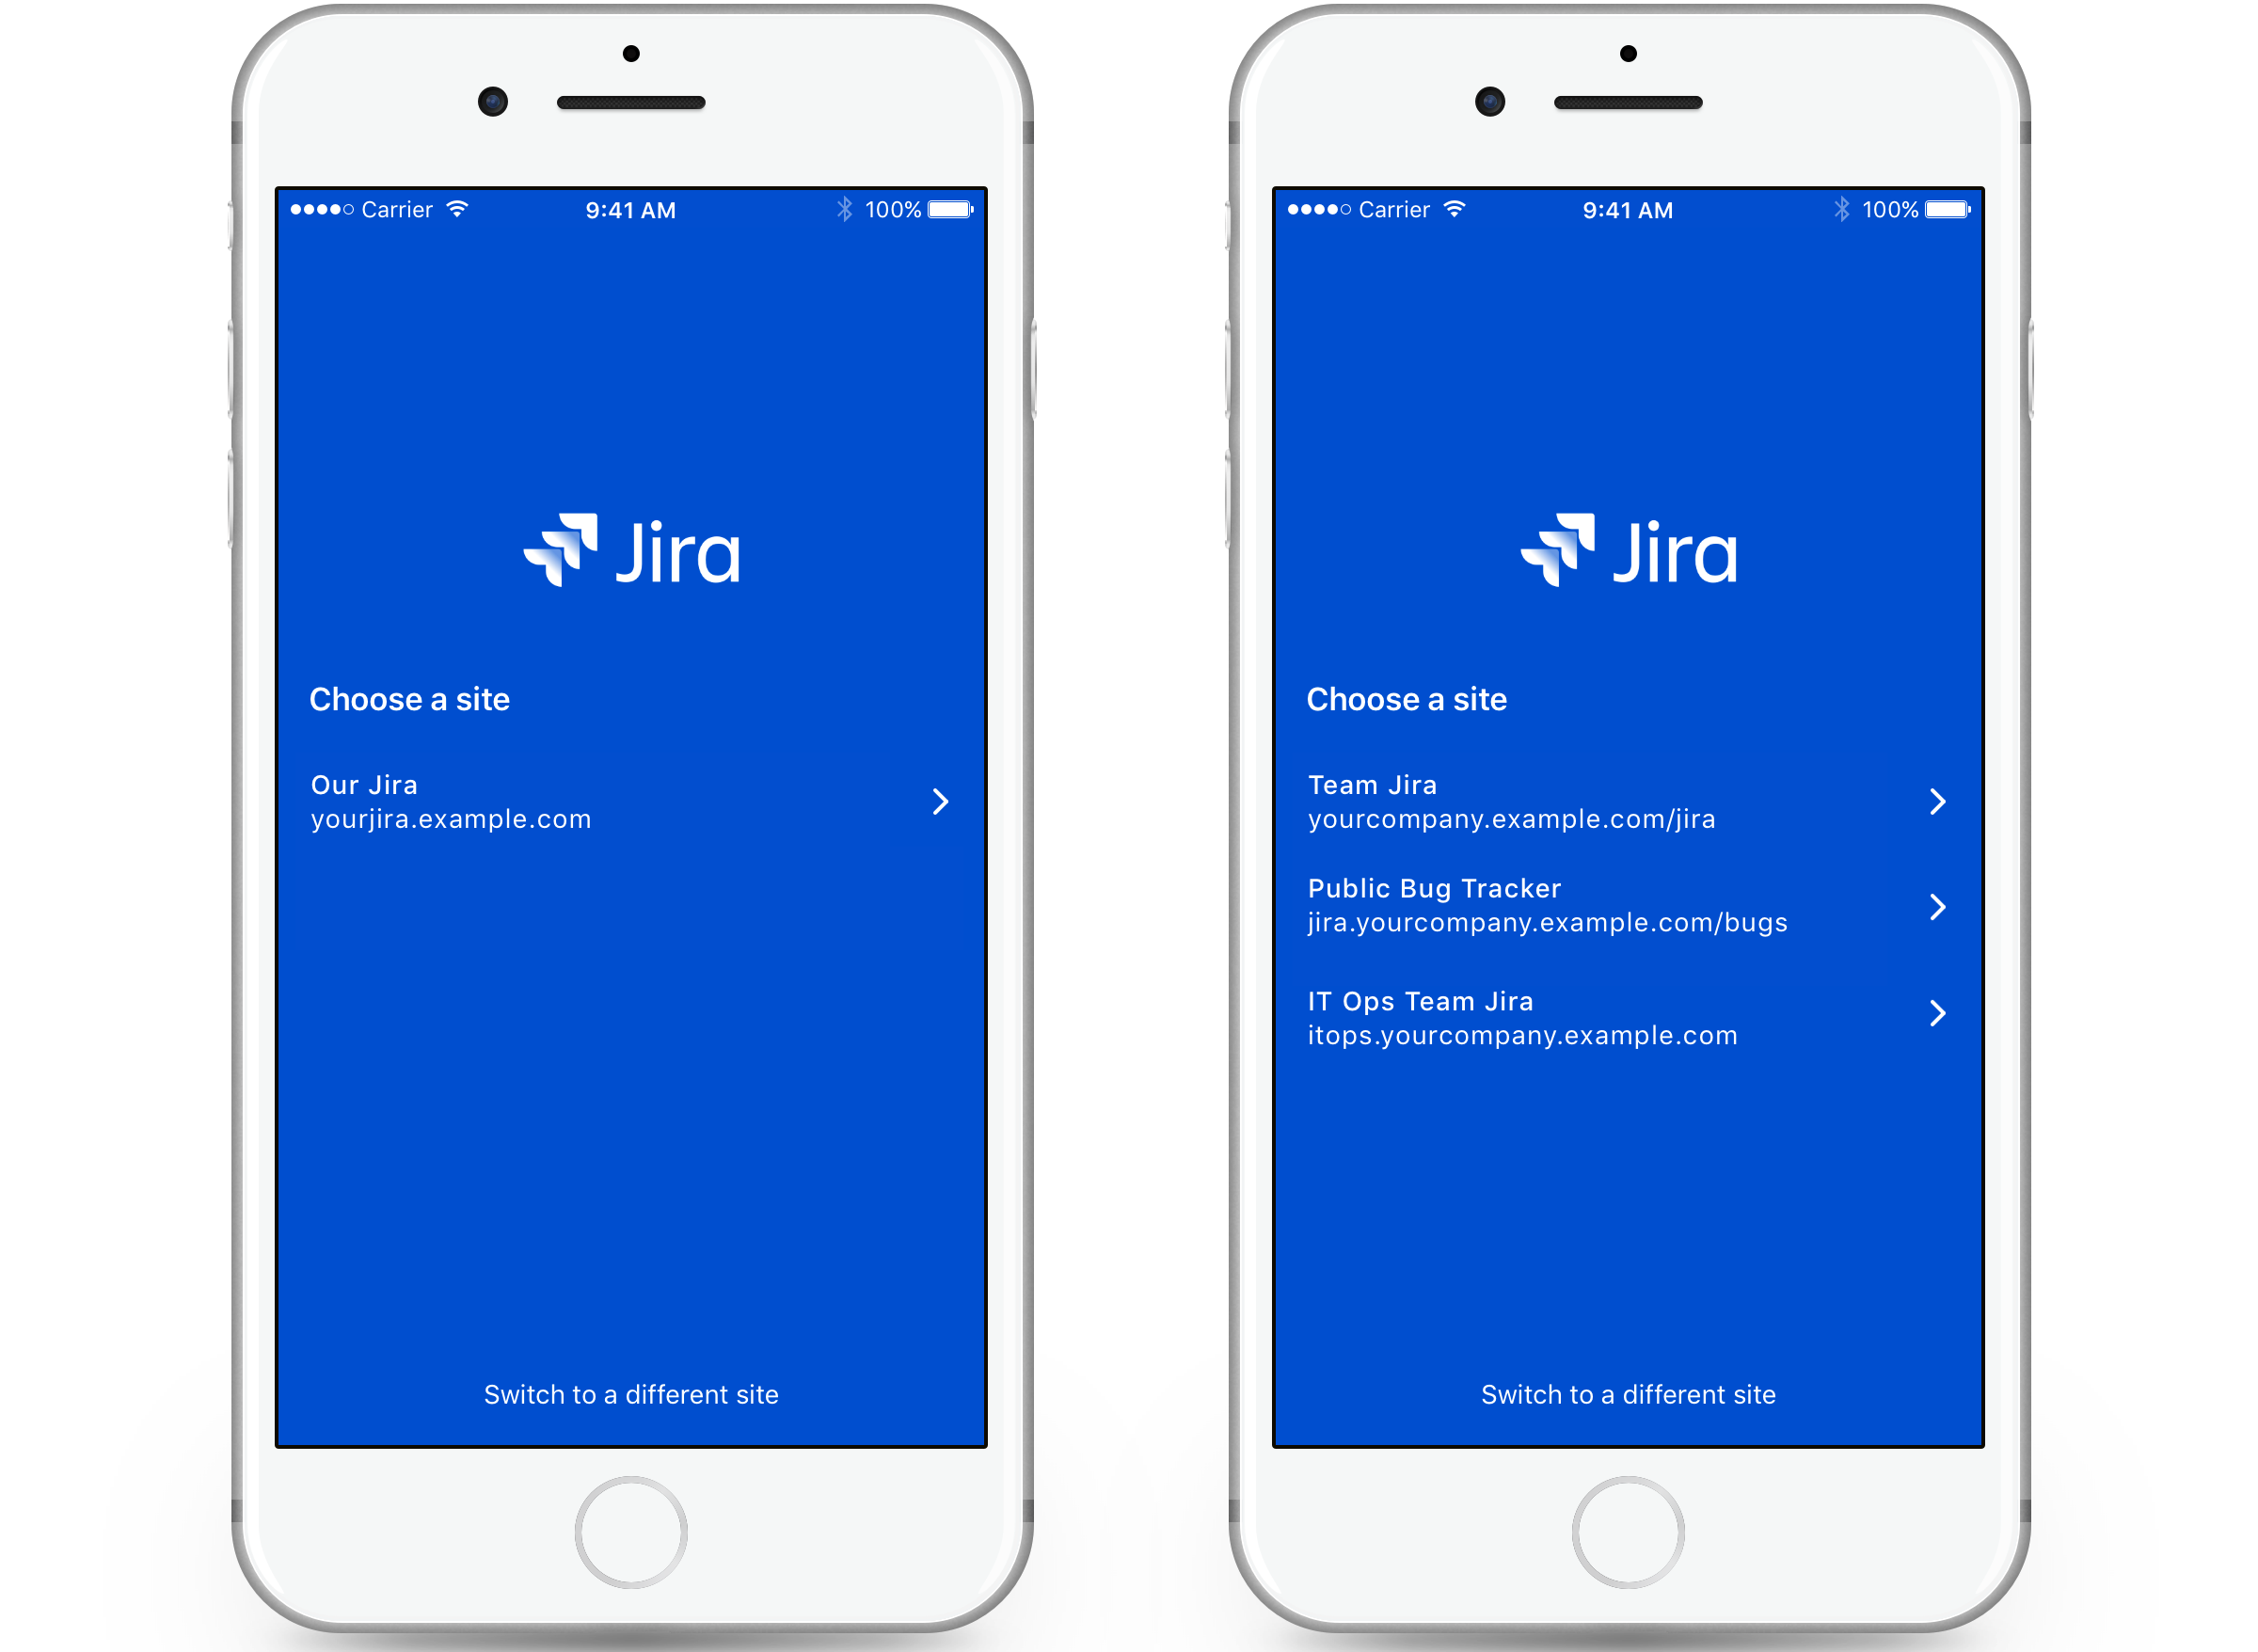 Carrier 9:41 AM 100%
Jira
Choose a site
Our Jira
yourjira.example.com
Switch to a different site
Carrier 9:41 AM 100%
Jira
Choose a site
Team Jira
yourcompany.example.com/jira
Public Bug Tracker
jira.yourcompany.example.com/bugs
IT Ops Team Jira
itops.yourcompany.example.com
Switch to a different site